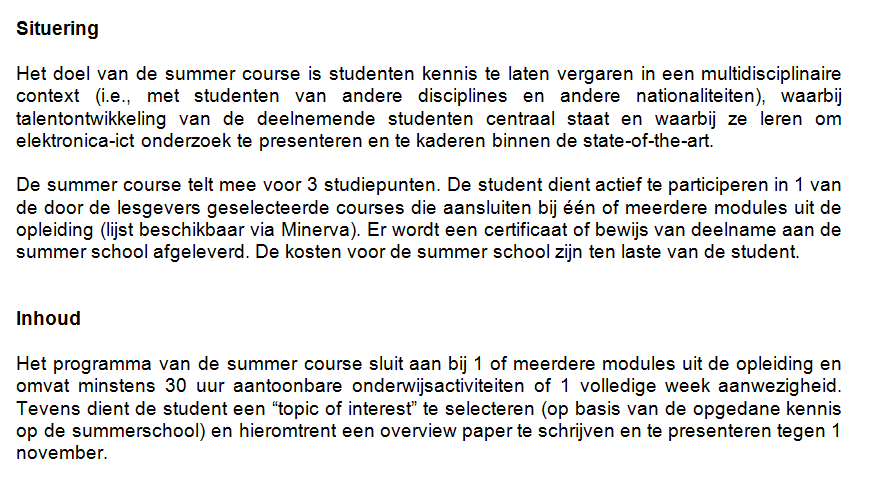 Situering
Het doel van de summer course is studenten kennis te laten vergaren in een multidisciplinaire
context (i.e., met studenten van andere disciplines en andere nationaliteiten), waarbij
talentontwikkeling van de deelnemende studenten centraal staat en waarbij ze leren om
elektronica-ict onderzoek te presenteren en te kaderen binnen de state-of-the-art.
De summer course telt mee voor 3 studiepunten. De student dient actief te participeren in 1 van
de door de lesgevers geselecteerde courses die aansluiten bij één of meerdere modules uit de
opleiding (lijst beschikbaar via Minerva). Er wordt een certificaat of bewijs van deelname aan de
summer school afgeleverd. De kosten voor de summer school zijn ten laste van de student.
Inhoud
Het programma van de summer course sluit aan bij 1 of meerdere modules uit de opleiding en
omvat minstens 30 uur aantoonbare onderwijsactiviteiten of 1 volledige week aanwezigheid.
Tevens dient de student een “topic of interest” te selecteren (op basis van de opgedane kennis
op de summerschool) en hieromtrent een overview paper te schrijven en te presenteren tegen 1
november.